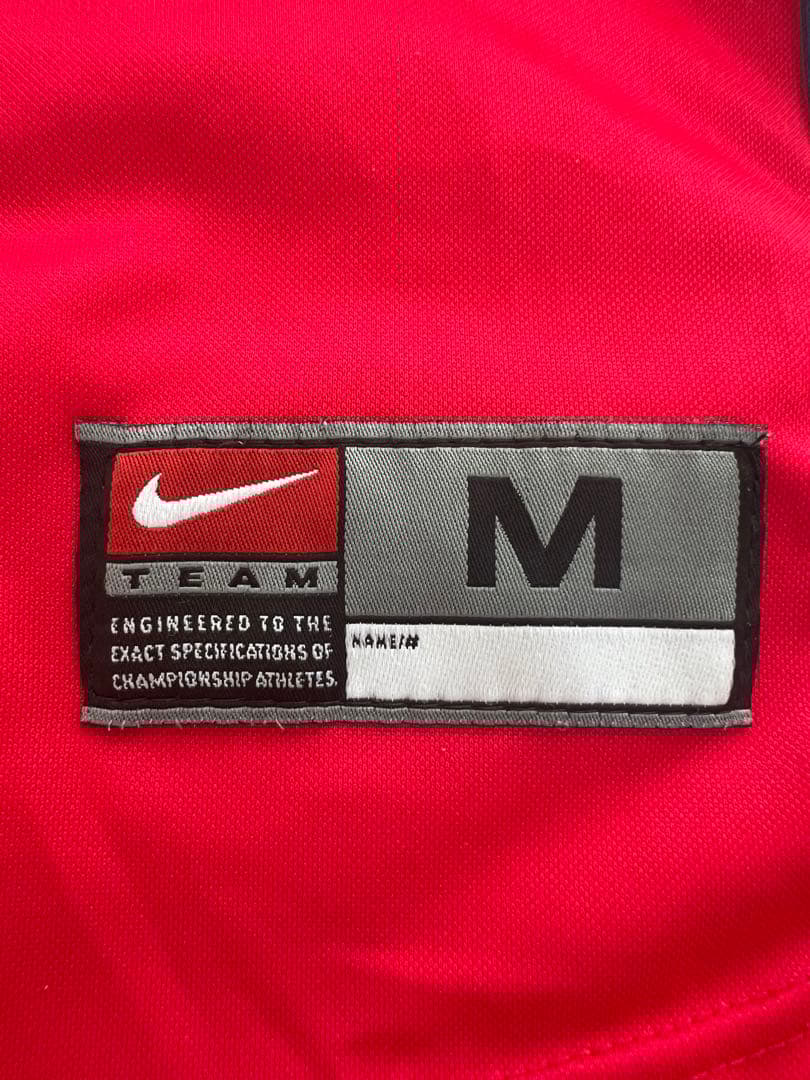 TEAM
ENGINEERED TO THE
EXACT SPECIFICATIONS OF
CHAMPIONSHIP ATHLETES.
M
NAME/#